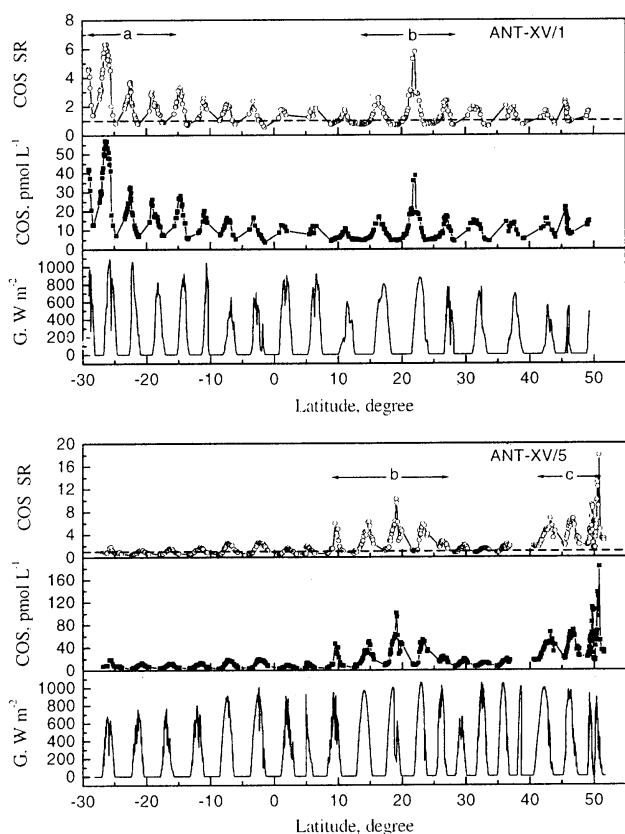 ANT-XV/1
a
b
COS SR
8
6
4
2
0
COS, pmol L-1
50
40
30
20
10
0
G. W m-2
1000
800
600
400
200
0
-30 -20 -10 0 10 20 30 40 50
Latitude, degree
ANT-XV/5
b
c
COS SR
20
16
12
8
4
0
COS, pmol L-1
160
120
80
40
0
G. W m-2
1000
800
600
400
200
0
-30 -20 -10 0 10 20 30 40 50
Latitude, degree